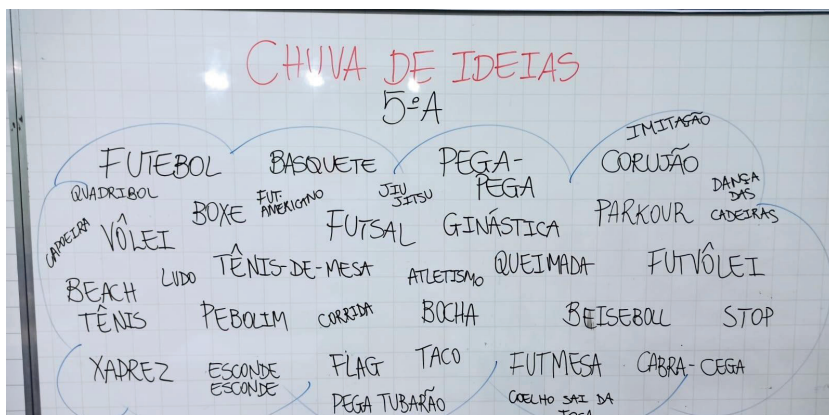 CHUVA DE IDEIAS
5ºA
IMITAÇÃO
FUTEBOL BASQUETE PEGA-PEGA CORUJÃO
QUADRIBOL FUT. AMERICANO JIU JITSU DANÇA DAS CADEIRAS
CAPOEIRA VÔLEI BOXE FUTSAL GINÁSTICA PARKOUR
BEACH TÊNIS LUDO TÊNIS-DE-MESA ATLETISMO QUEIMADA FUTVÔLEI
PEBOLIM CORRIDA BOCHA BEISEBOLL STOP
XADREZ ESCONDE ESCONDE FLAG TACO FUTMESA CABRA-CEGA
PEGA TUBARÃO COELHO SAI DA
TOCA